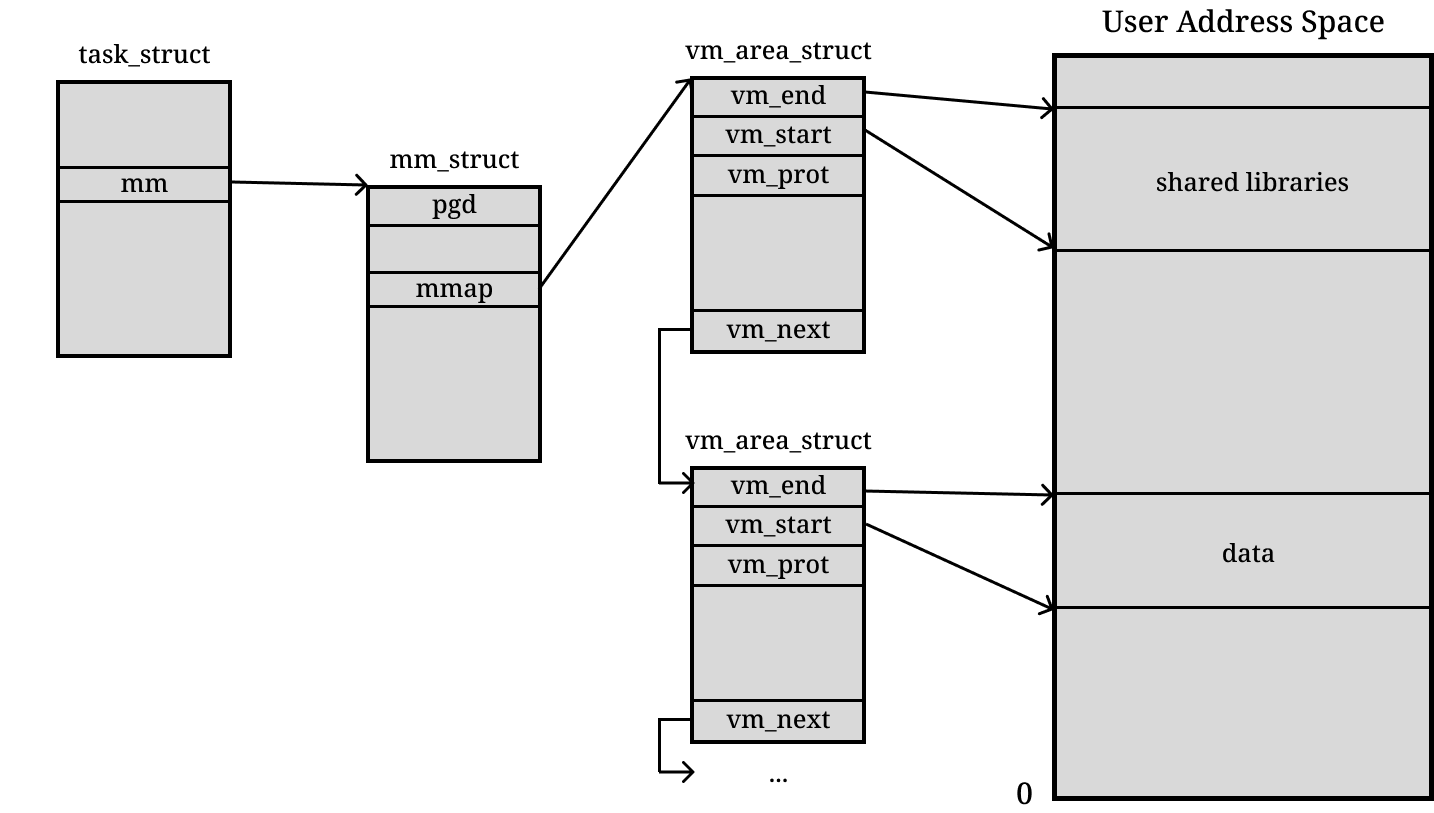 User Address Space
task_struct
mm
mm_struct
pgd
mmap
vm_area_struct
vm_end
vm_start
vm_prot
vm_next
vm_area_struct
vm_end
vm_start
vm_prot
vm_next
...
shared libraries
data
0